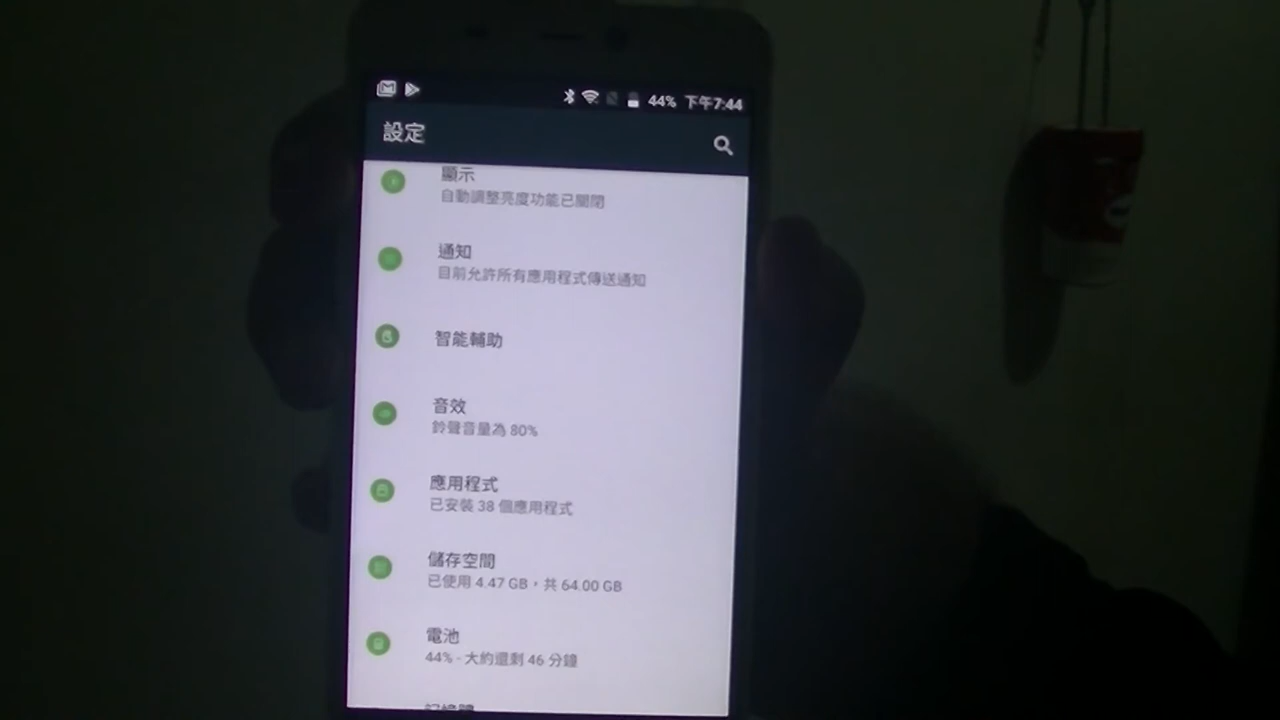 44% 下午7:44
設定
顯示
自動調整亮度功能已關閉
通知
目前允許所有應用程式傳送通知
智能輔助
音效
鈴聲音量為 80%
應用程式
已安裝 38 個應用程式
儲存空間
已使用 4.47 GB，共 64.00 GB
電池
44% - 大約還剩 46 分鐘
記憶體